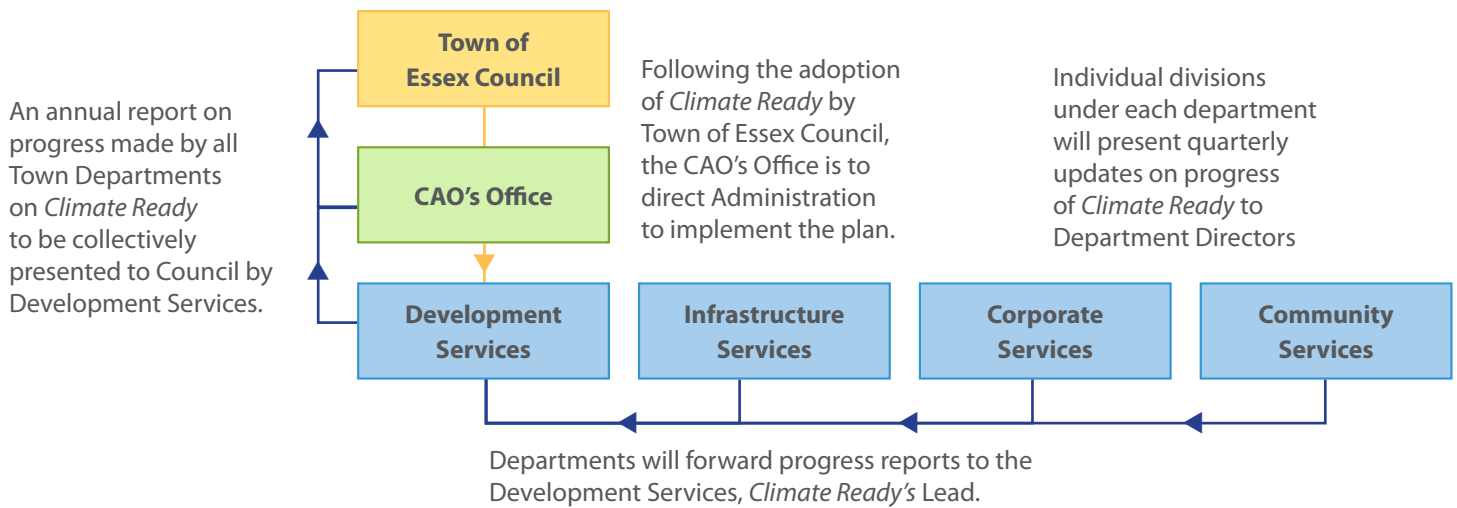 Town of
Essex Council
An annual report on
progress made by all
Town Departments
on Climate Ready
to be collectively
presented to Council by
Development Services.
CAO's Office
Following the adoption
of Climate Ready by
Town of Essex Council,
the CAO's Office is to
direct Administration
to implement the plan.
Individual divisions
under each department
will present quarterly
updates on progress
of Climate Ready to
Department Directors
Development
Services
Infrastructure
Services
Corporate
Services
Community
Services
Departments will forward progress reports to the
Development Services, Climate Ready's Lead.